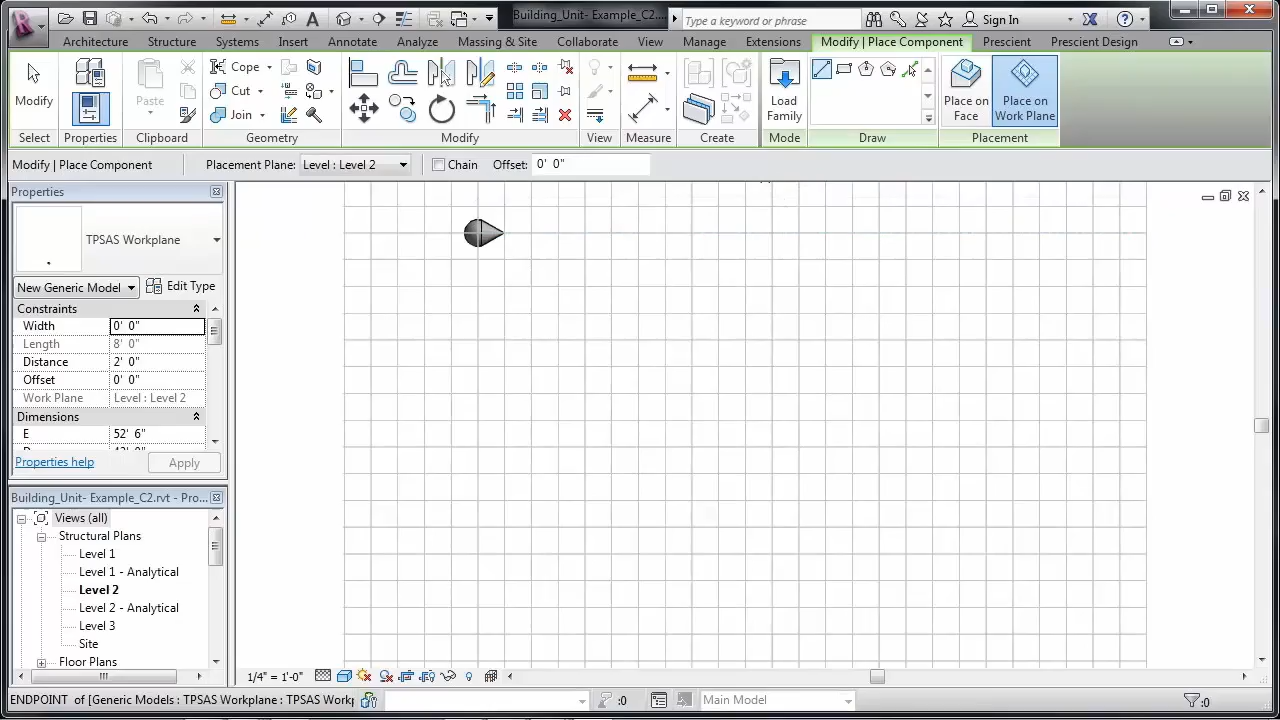 Building_Unit- Example_C2....
Type a keyword or phrase
Sign In
Architecture Structure Systems Insert Annotate Analyze Massing & Site Collaborate View Manage Extensions Modify | Place Component Prescient Prescient Design
Modify
Paste
Cope
Cut
Join
Load Family
Place on Face
Place on Work Plane
Select Properties Clipboard Geometry Modify View Measure Create Mode Draw Placement
Modify | Place Component Placement Plane: Level : Level 2 Chain Offset: 0' 0"
Properties
TPSAS Workplane
New Generic Model Edit Type
Constraints
Width 0' 0"
Length 8' 0"
Distance 2' 0"
Offset 0' 0"
Work Plane Level : Level 2
Dimensions
E 52' 6"
Properties help Apply
Building_Unit- Example_C2.rvt - Pro...
Views (all)
Structural Plans
Level 1
Level 1 - Analytical
Level 2
Level 2 - Analytical
Level 3
Site
Floor Plans
1/4" = 1'-0"
ENDPOINT of [Generic Models : TPSAS Workplane : TPSAS Workp
:0
Main Model
:0